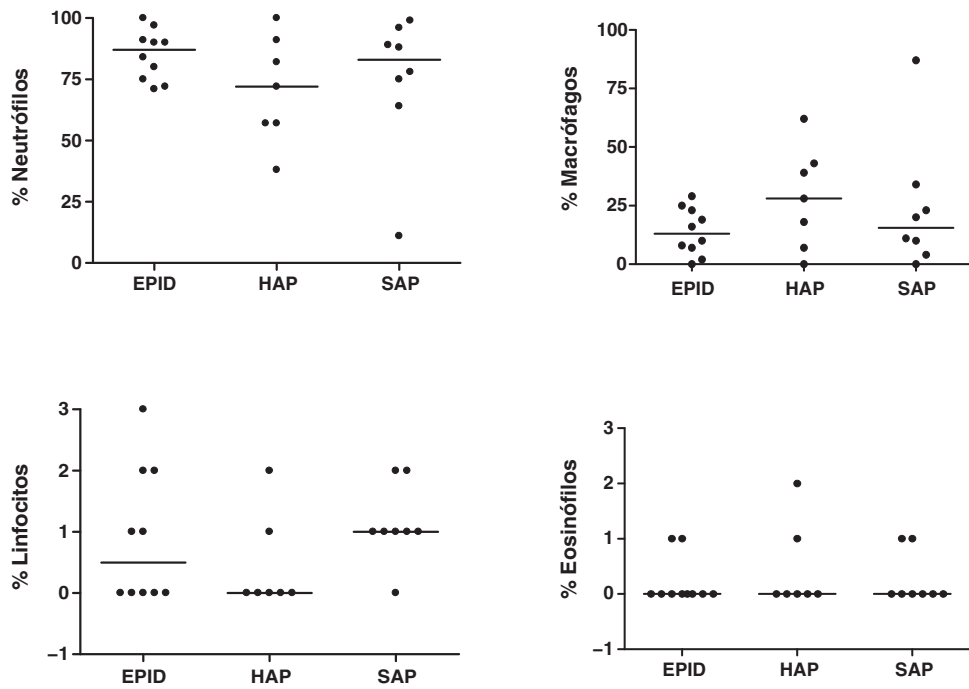 % Neutrófilos
100
75
50
25
0
EPID HAP SAP
% Macrófagos
100
75
50
25
0
EPID HAP SAP
% Linfocitos
3
2
1
0
−1
EPID HAP SAP
% Eosinófilos
3
2
1
0
−1
EPID HAP SAP